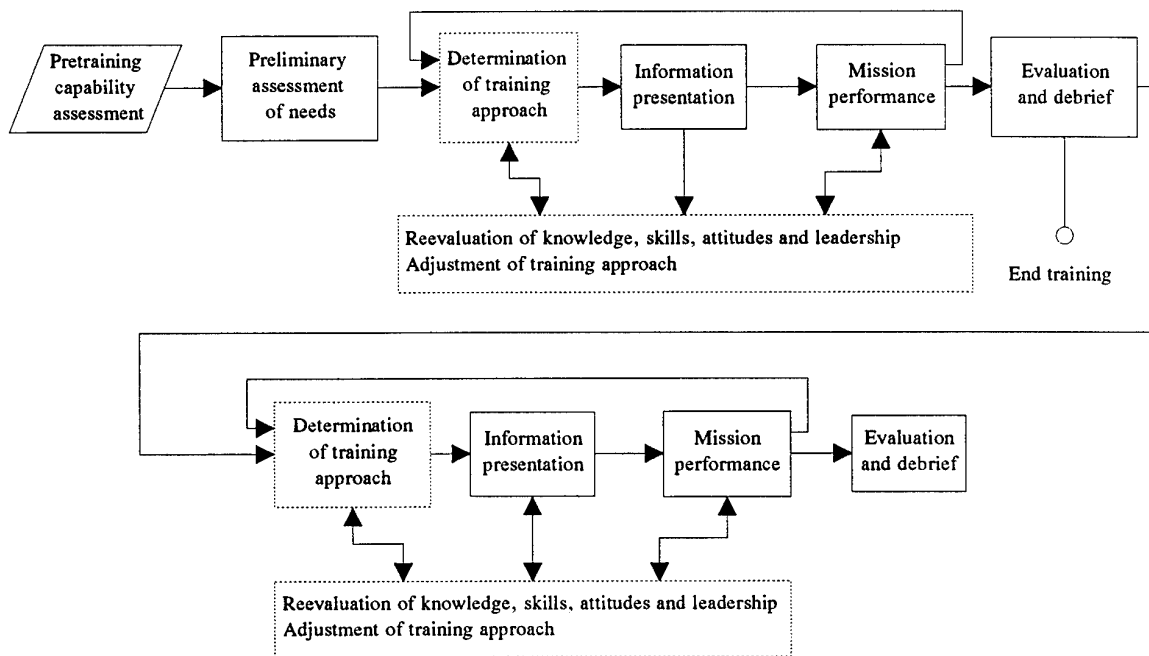 Pretraining
capability
assessment
Preliminary
assessment
of needs
Determination
of training
approach
Information
presentation
Mission
performance
Evaluation
and debrief
Reevaluation of knowledge, skills, attitudes and leadership
Adjustment of training approach
End training
Determination
of training
approach
Information
presentation
Mission
performance
Evaluation
and debrief
Reevaluation of knowledge, skills, attitudes and leadership
Adjustment of training approach